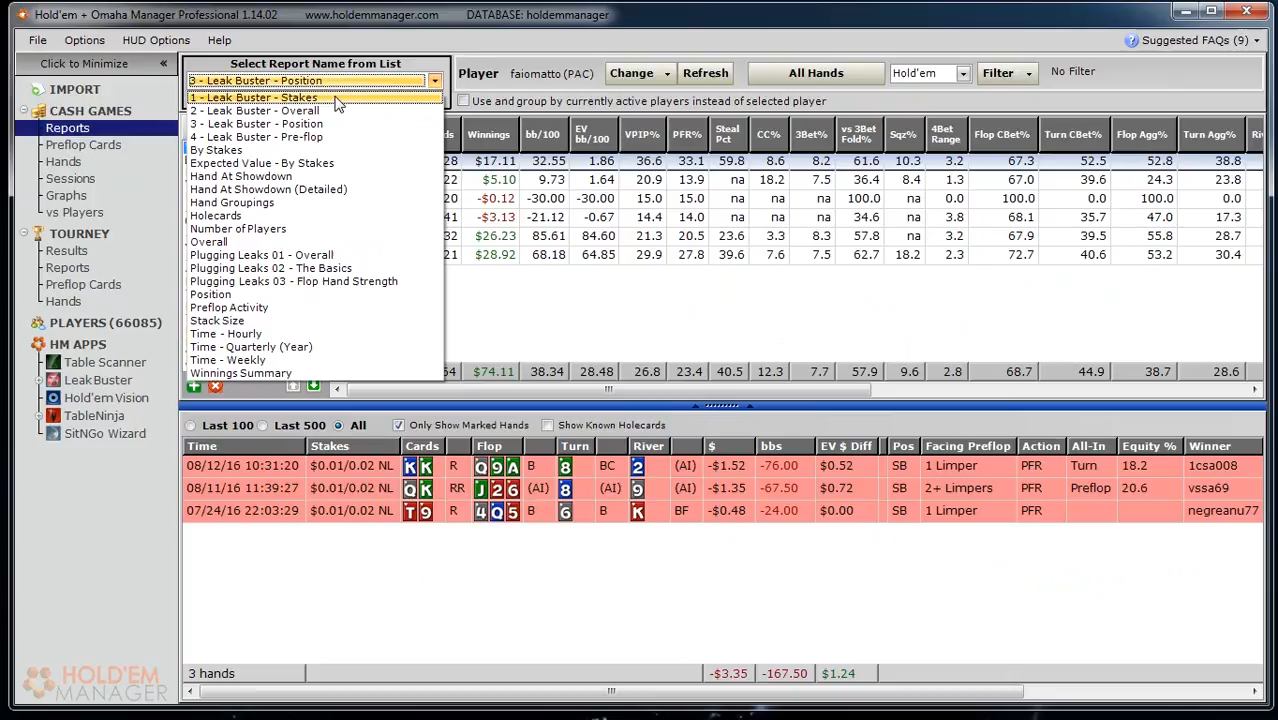 Hold'em + Omaha Manager Professional 1.14.02 www.holdemmanager.com DATABASE: holdemmanager
File Options HUD Options Help Suggested FAQs (9)
Click to Minimize «
IMPORT
CASH GAMES
Reports
Preflop Cards
Hands
Sessions
Graphs
vs Players
TOURNEY
Results
Reports
Preflop Cards
Hands
PLAYERS (66085)
HM APPS
Table Scanner
Leak Buster
Hold'em Vision
TableNinja
SitNGo Wizard
HOLD'EM
MANAGER
Select Report Name from List
3 - Leak Buster - Position
1 - Leak Buster - Stakes
2 - Leak Buster - Overall
3 - Leak Buster - Position
4 - Leak Buster - Pre-flop
By Stakes
Expected Value - By Stakes
Hand At Showdown
Hand At Showdown (Detailed)
Hand Groupings
Holecards
Number of Players
Overall
Plugging Leaks 01 - Overall
Plugging Leaks 02 - The Basics
Plugging Leaks 03 - Flop Hand Strength
Position
Preflop Activity
Stack Size
Time - Hourly
Time - Quarterly (Year)
Time - Weekly
Winnings Summary
Player faiomatto (PAC) Change Refresh All Hands Hold'em Filter No Filter
Use and group by currently active players instead of selected player
ds Winnings bb/100 EV bb/100 VPIP% PFR% Steal Pct CC% 3Bet% vs 3Bet Fold% Sqz% 4Bet Range Flop CBet% Turn CBet% Flop Agg% Turn Agg% Riv
28 $17.11 32.55 1.86 36.6 33.1 59.8 8.6 8.2 61.6 10.3 3.2 67.3 52.5 52.8 38.8
22 $5.10 9.73 1.64 20.9 13.9 na 18.2 7.5 36.4 8.4 1.3 67.0 39.6 24.3 23.8
20 -$0.12 -30.00 -30.00 15.0 15.0 na na na 100.0 na 0.0 100.0 0.0 100.0 0.0
41 -$3.13 -21.12 -0.67 14.4 14.0 na na na 34.6 na 3.8 68.1 35.7 47.0 17.3
32 $26.23 85.61 84.60 21.3 20.5 23.6 3.3 8.3 57.8 na 3.9 67.9 39.5 55.8 28.7
22 $28.92 68.18 64.85 29.9 27.8 39.6 7.6 7.5 62.7 18.2 2.3 72.7 40.6 53.2 30.4
64 $74.11 38.34 28.48 26.8 23.4 40.5 12.3 7.7 57.9 9.6 2.8 68.7 44.9 38.7 28.6
Last 100 Last 500 All Only Show Marked Hands Show Known Holecards
Time Stakes Cards Flop Turn River $ bbs EV $ Diff Pos Facing Preflop Action All-In Equity % Winner
08/12/16 10:31:20 $0.01/0.02 NL K K R Q 9 A B 8 BC 2 (AI) -$1.52 -76.00 $0.52 SB 1 Limper PFR Turn 18.2 1csa008
08/11/16 11:39:27 $0.01/0.02 NL Q K RR J 2 6 (AI) 8 (AI) 9 (AI) -$1.35 -67.50 $0.72 SB 2+ Limpers PFR Preflop 20.6 vssa69
07/24/16 22:03:29 $0.01/0.02 NL T 9 R 4 Q 5 B 6 B K BF -$0.48 -24.00 $0.00 SB 1 Limper PFR negreanu77
3 hands -$3.35 -167.50 $1.24